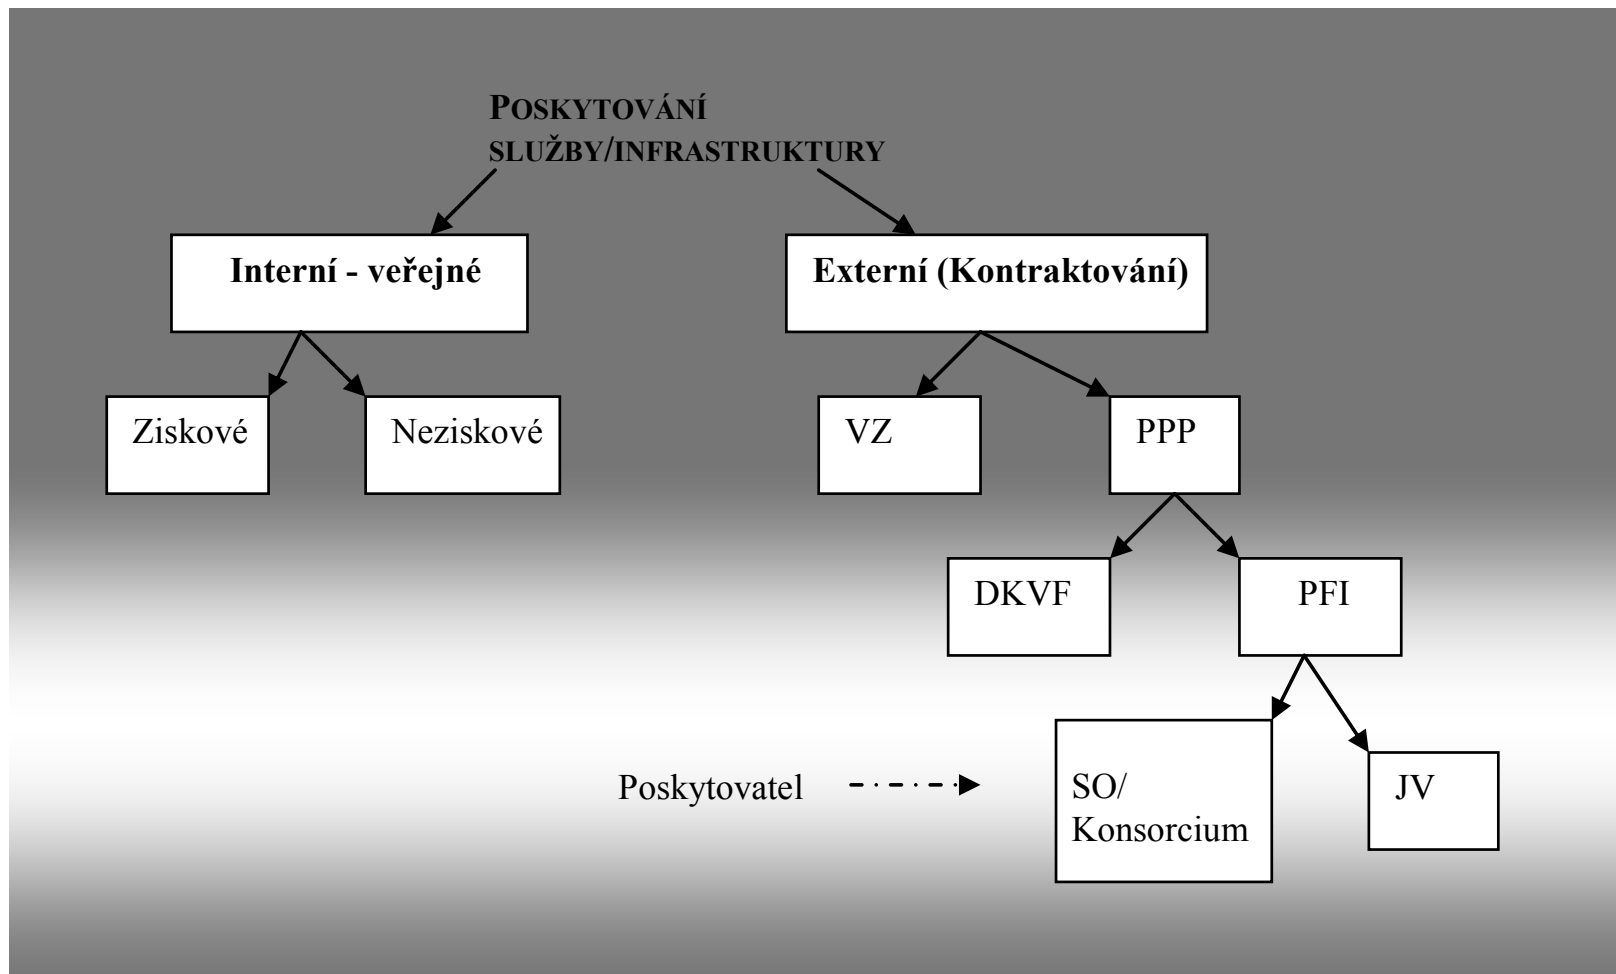 POSKYTOVÁNÍ
SLUŽBY/INFRASTRUKTURY
Interní - veřejné
Externí (Kontraktování)
Ziskové
Neziskové
VZ
PPP
DKVF
PFI
Poskytovatel
SO/
Konsorcium
JV